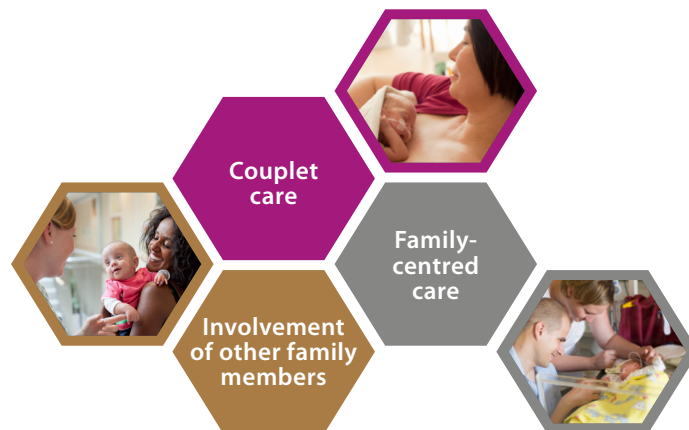 Couplet
care
Family-
centred
care
Involvement
of other family
members